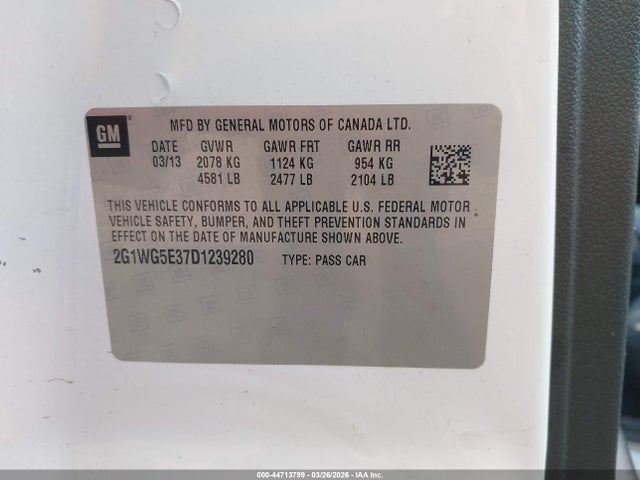 GM
MFD BY GENERAL MOTORS OF CANADA LTD.
DATE GVWR GAWR FRT GAWR RR
03/13 2078 KG 1124 KG 954 KG
4581 LB 2477 LB 2104 LB
THIS VEHICLE CONFORMS TO ALL APPLICABLE U.S. FEDERAL MOTOR
VEHICLE SAFETY, BUMPER, AND THEFT PREVENTION STANDARDS IN
EFFECT ON THE DATE OF MANUFACTURE SHOWN ABOVE.
2G1WG5E37D1239280 TYPE: PASS CAR
000-44713799 | 03/26/2026 - IAA Inc.